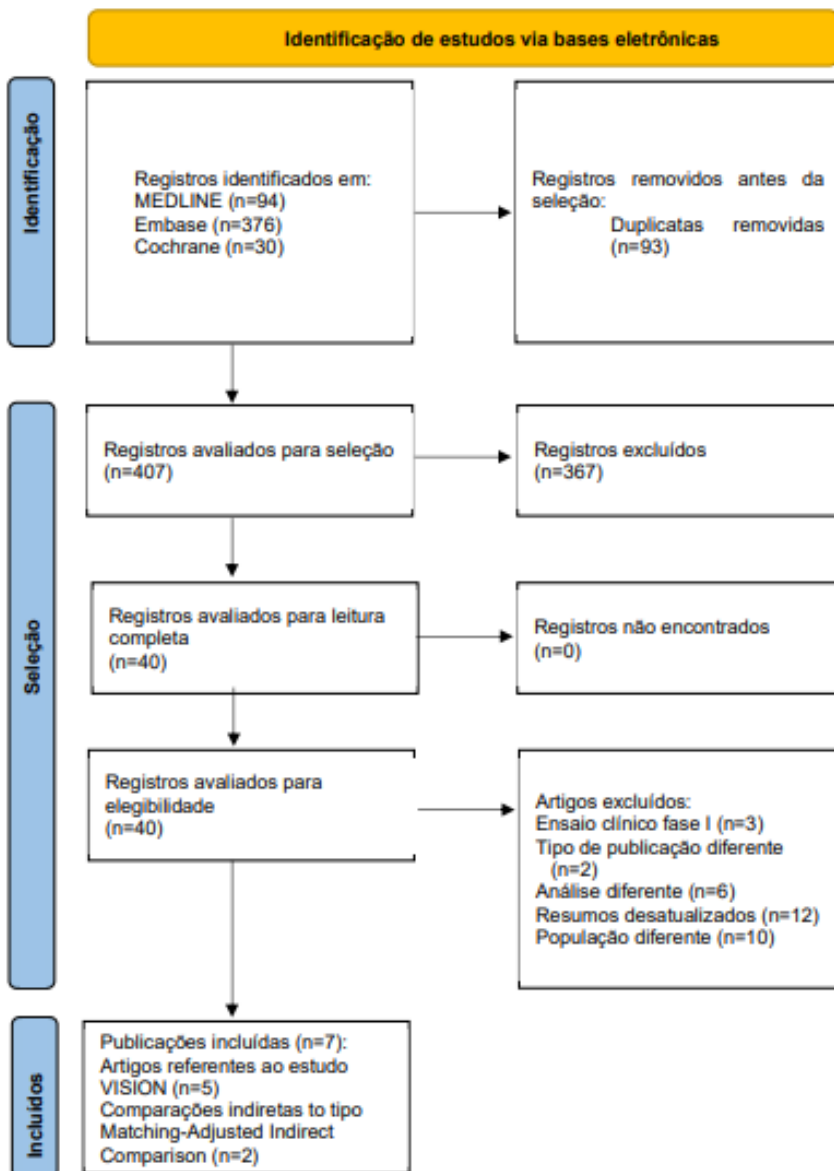 Identificação de estudos via bases eletrônicas
Identificação
Registros identificados em:
MEDLINE (n=94)
Embase (n=376)
Cochrane (n=30)
Registros removidos antes da
seleção:
Duplicatas removidas
(n=93)
Seleção
Registros avaliados para seleção
(n=407)
Registros excluídos
(n=367)
Registros avaliados para leitura
completa
(n=40)
Registros não encontrados
(n=0)
Registros avaliados para
elegibilidade
(n=40)
Artigos excluídos:
Ensaio clínico fase I (n=3)
Tipo de publicação diferente
(n=2)
Análise diferente (n=6)
Resumos desatualizados (n=12)
População diferente (n=10)
Incluídos
Publicações incluídas (n=7):
Artigos referentes ao estudo
VISION (n=5)
Comparações indiretas to tipo
Matching-Adjusted Indirect
Comparison (n=2)